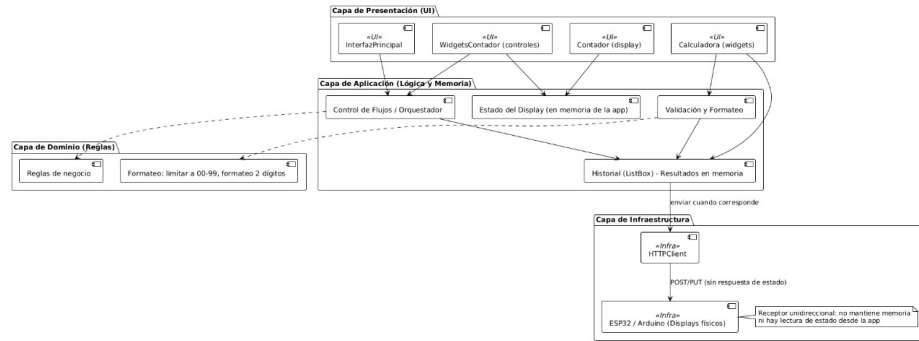 Capa de Presentación (UI)
«UI»
InterfazPrincipal
«UI»
WidgetsContador (controles)
«UI»
Contador (display)
«UI»
Calculadora (widgets)
Capa de Aplicación (Lógica y Memoria)
Control de Flujos / Orquestador
Estado del Display (en memoria de la app)
Validación y Formateo
Capa de Dominio (Reglas)
Reglas de negocio
Formateo: limitar a 00-99, formateo 2 dígitos
Historial (ListBox) - Resultados en memoria
enviar cuando corresponde
Capa de Infraestructura
«Infra»
HTTPClient
POST/PUT (sin respuesta de estado)
«Infra»
ESP32 / Arduino (Displays físicos)
Receptor unidireccional: no mantiene memoria
ni hay lectura de estado desde la app